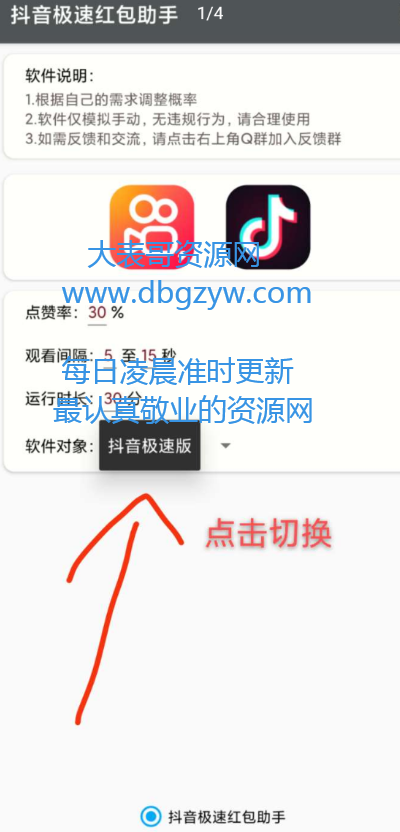 抖音极速红包助手 1/4
软件说明:
1.根据自己的需求调整概率
2.软件仅模拟手动,无违规行为,请合理使用
3.如需反馈和交流,请点击右上角Q群加入反馈群
大表哥资源网
www.dbgzyw.com
点赞率: 30 %
观看间隔: 5 至 15 秒
每日凌晨准时更新
运行时长: 30 分
最认真敬业的资源网
软件对象: 抖音极速版
点击切换
抖音极速红包助手